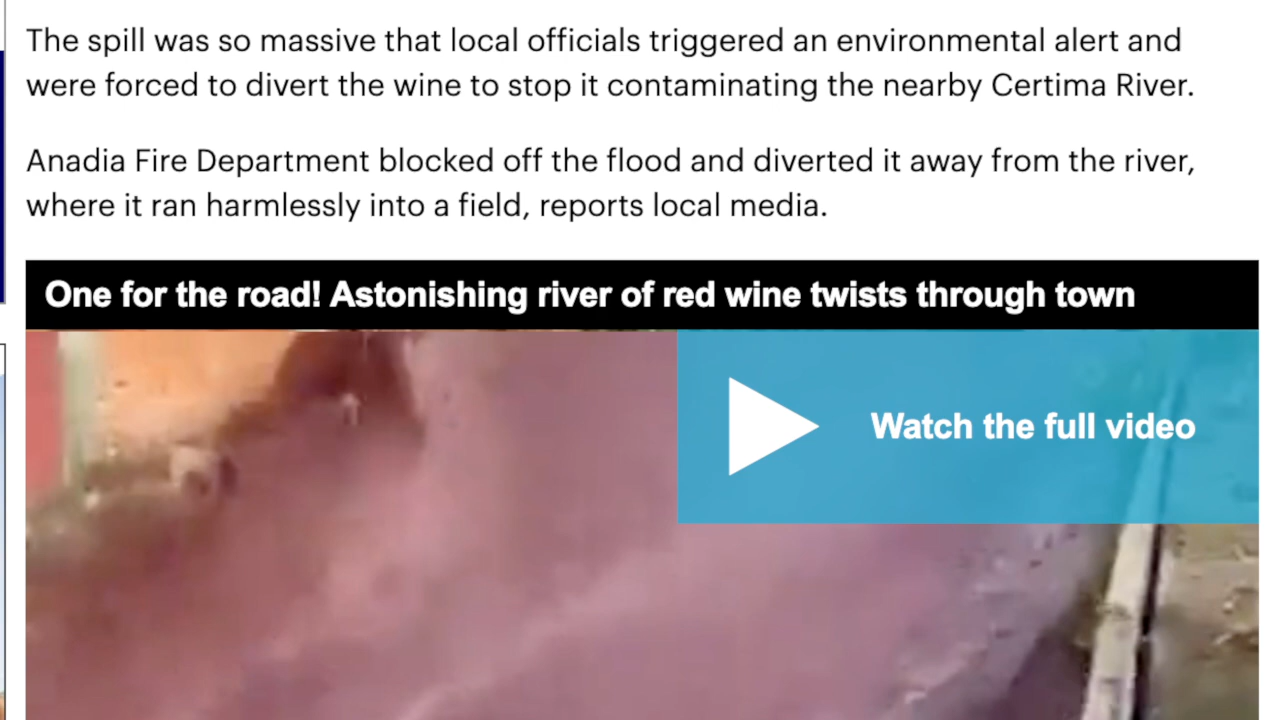 The spill was so massive that local officials triggered an environmental alert and
were forced to divert the wine to stop it contaminating the nearby Certima River.
Anadia Fire Department blocked off the flood and diverted it away from the river,
where it ran harmlessly into a field, reports local media.
One for the road! Astonishing river of red wine twists through town
Watch the full video